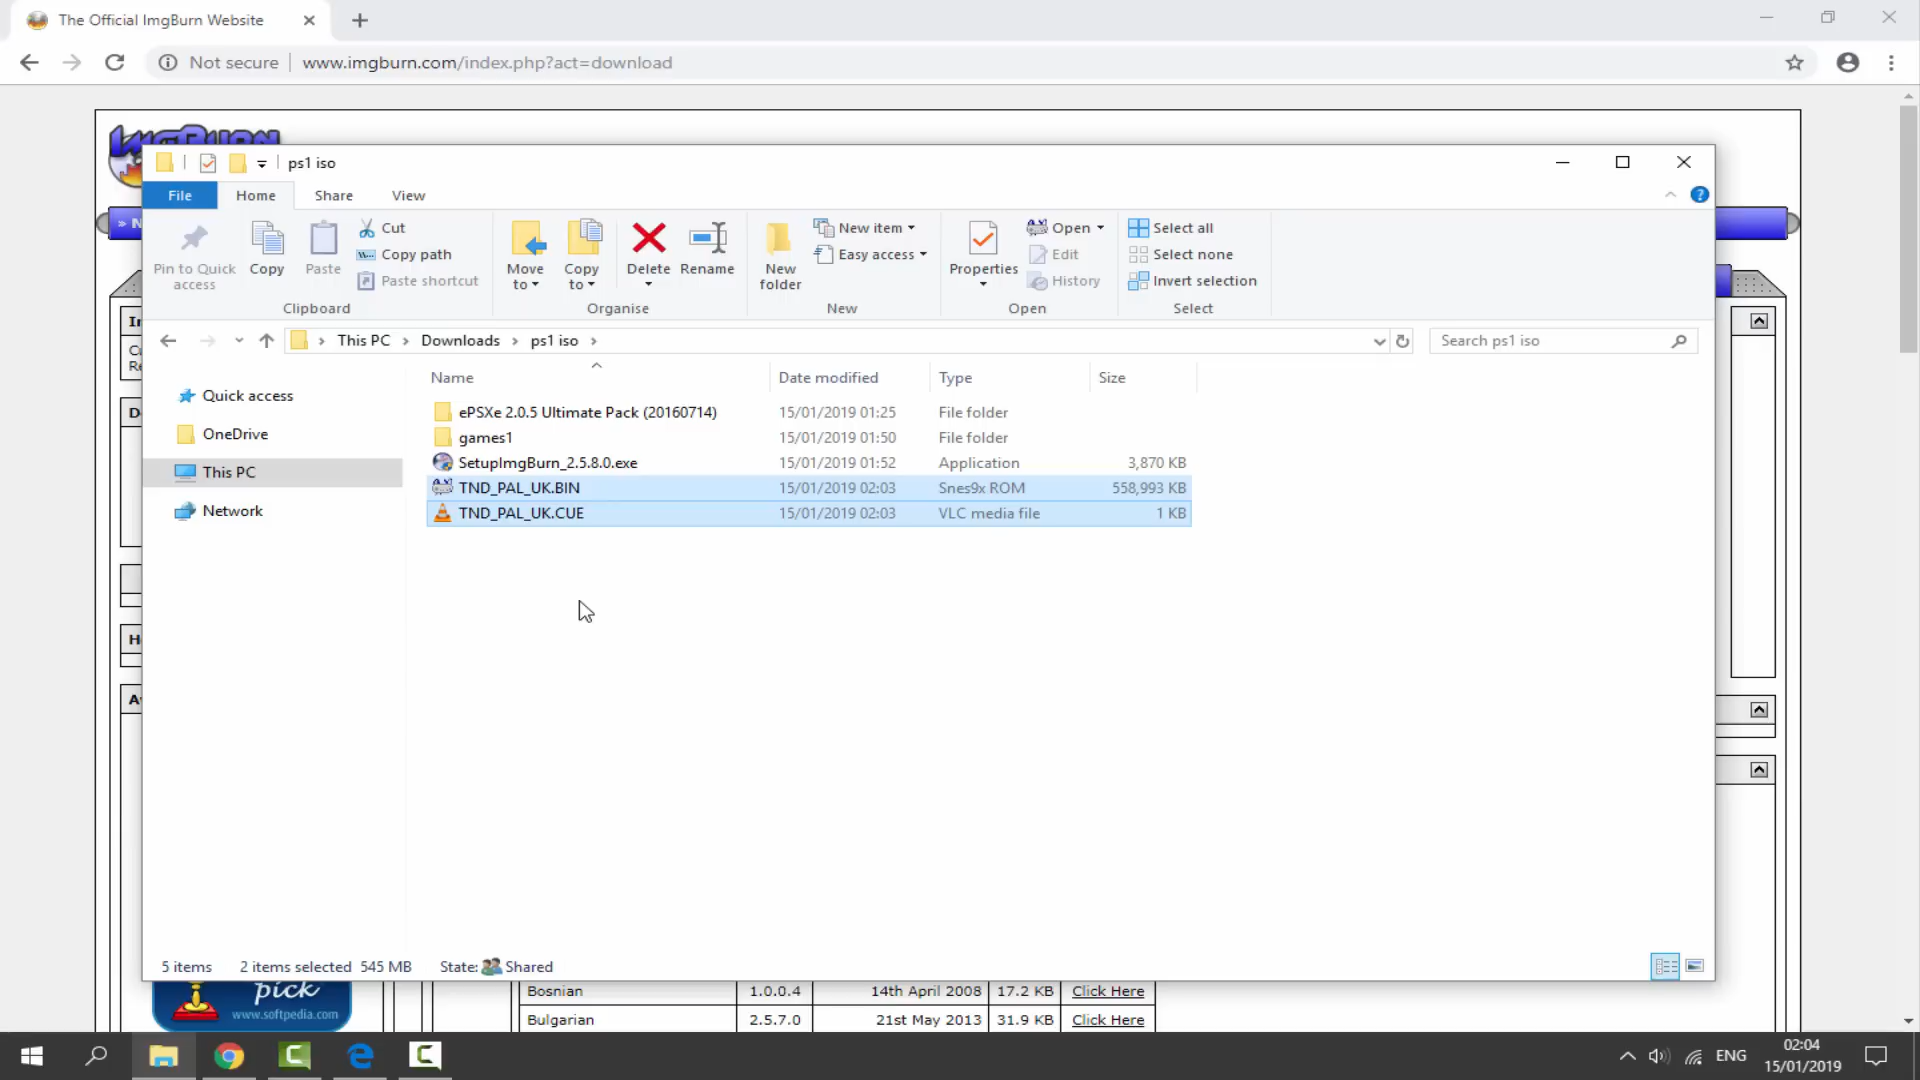 The Official ImgBurn Website
Not secure
www.imgburn.com/index.php?act=download
ImgBurn
ps1 iso
File
Home
Share
View
Pin to Quick access
Copy
Paste
Cut
Copy path
Paste shortcut
Clipboard
Move to
Copy to
Delete
Rename
Organise
New folder
New item
Easy access
New
Properties
Open
Edit
History
Open
Select all
Select none
Invert selection
Select
This PC
Downloads
ps1 iso
Search ps1 iso
Name
Date modified
Type
Size
Quick access
OneDrive
This PC
Network
ePSXe 2.0.5 Ultimate Pack (20160714) 15/01/2019 01:25 File folder
games1 15/01/2019 01:50 File folder
SetupImgBurn_2.5.8.0.exe 15/01/2019 01:52 Application 3,870 KB
TND_PAL_UK.BIN 15/01/2019 02:03 Snes9x ROM 558,993 KB
TND_PAL_UK.CUE 15/01/2019 02:03 VLC media file 1 KB
5 items 2 items selected 545 MB State: Shared
pick
www.softpedia.com
Bosnian 1.0.0.4 14th April 2008 17.2 KB Click Here
Bulgarian 2.5.7.0 21st May 2013 31.9 KB Click Here
ENG
02:04
15/01/2019